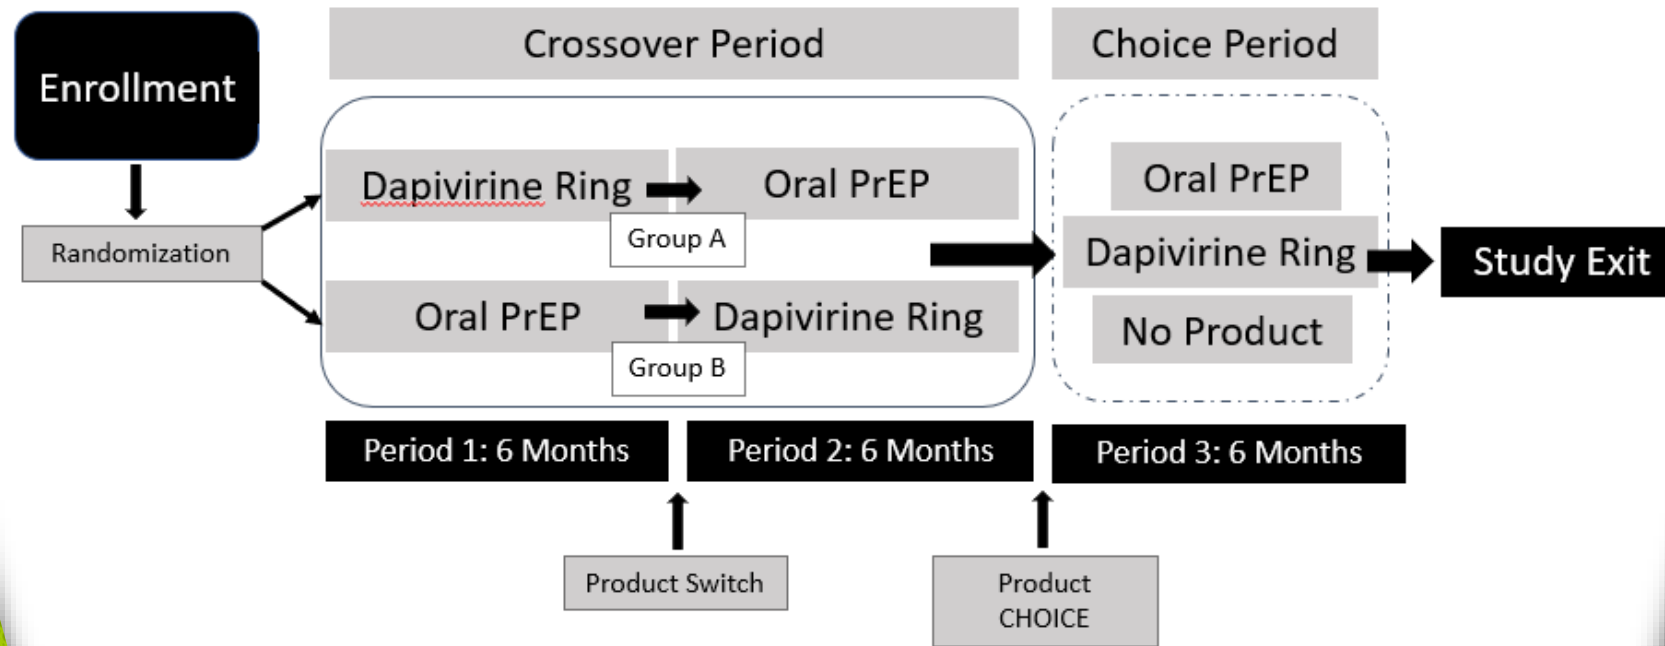 Enrollment
Randomization
Crossover Period
Choice Period
Dapivirine Ring
Oral PrEP
Group A
Oral PrEP
Dapivirine Ring
Group B
Oral PrEP
Dapivirine Ring
No Product
Study Exit
Period 1: 6 Months
Period 2: 6 Months
Period 3: 6 Months
Product Switch
Product
CHOICE